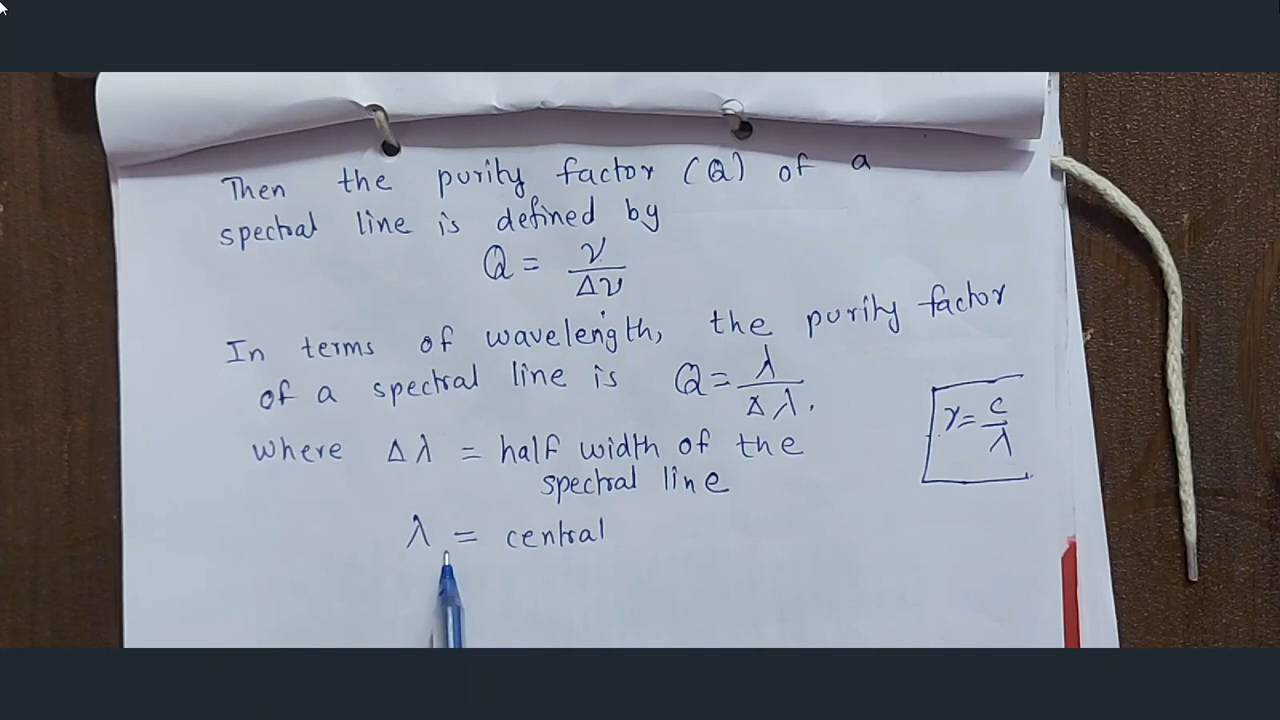 Then the purity factor (Q) of a
spectral line is defined by
Q = ν/Δν
In terms of wavelength, the purity factor
of a spectral line is Q = λ/Δλ.
where Δλ = half width of the
spectral line
ν = c/λ
λ = central